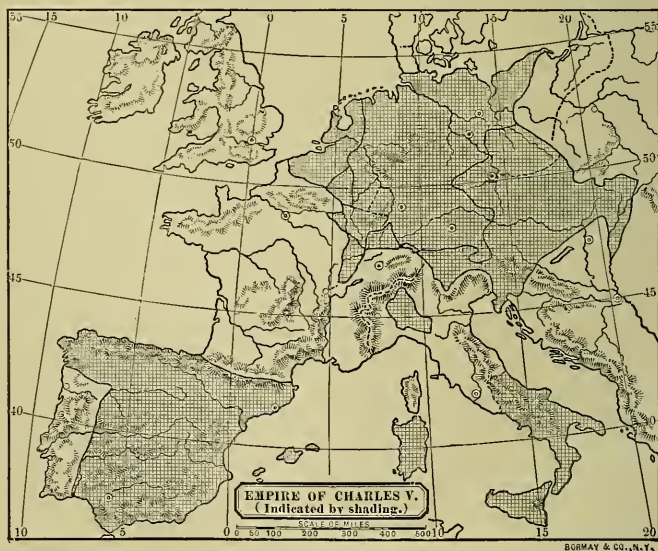 55 15 10 5 5 10 15 20 55
50 50
45 45
40 40
EMPIRE OF CHARLES V.
(Indicated by shading.)
SCALE OF MILES
0 50 100 200 300 400 500
10 5 0 5 10 15 20
BORMAY & CO., N.Y.